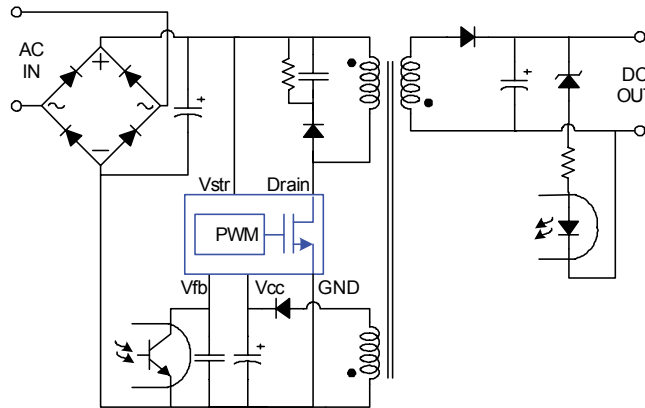 AC
IN
+
~
~
−
+
+
DC
OUT
Vstr
Drain
PWM
Vfb
Vcc
GND
+